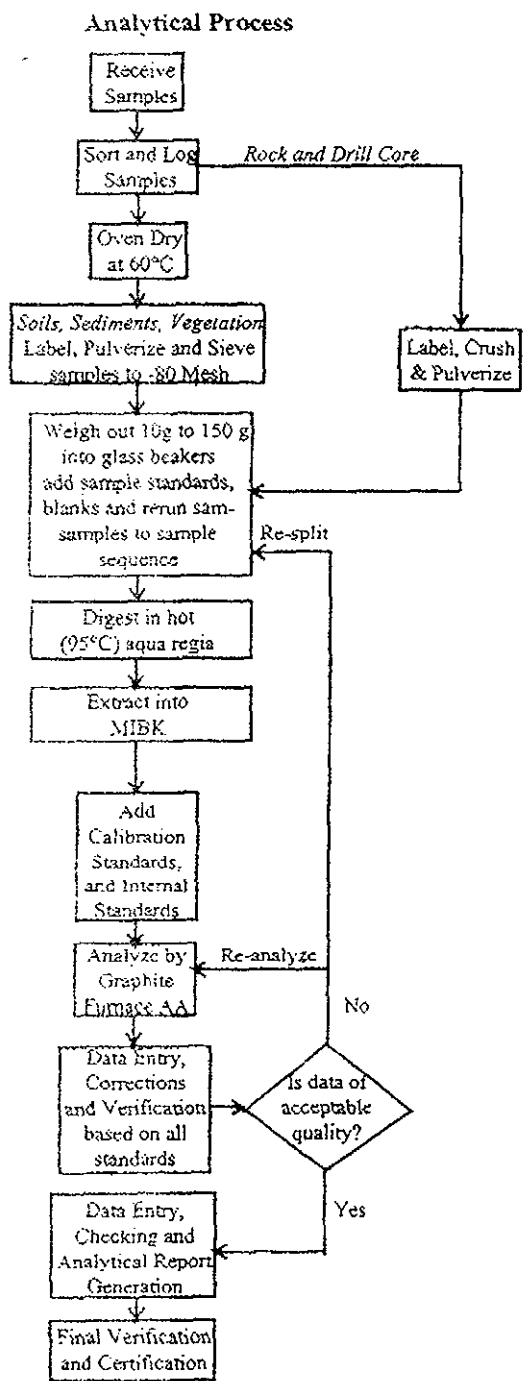 Analytical Process
Receive
Samples
Sort and Log
Samples
Rock and Drill Core
Oven Dry
at 60°C
Soils, Sediments, Vegetation
Label, Pulverize and Sieve
samples to -80 Mesh
Label, Crush
& Pulverize
Weigh out 10g to 150 g
into glass beakers
add sample standards,
blanks and rerun sam-
samples to sample
sequence
Re-split
Digest in hot
(95°C) aqua regia
Extract into
MIBK
Add
Calibration
Standards,
and Internal
Standards
Analyze by
Graphite
Furnace AA
Re-analyze
No
Data Entry,
Corrections
and Verification
based on all
standards
Is data of
acceptable
quality?
Yes
Data Entry,
Checking and
Analytical Report
Generation
Final Verification
and Certification